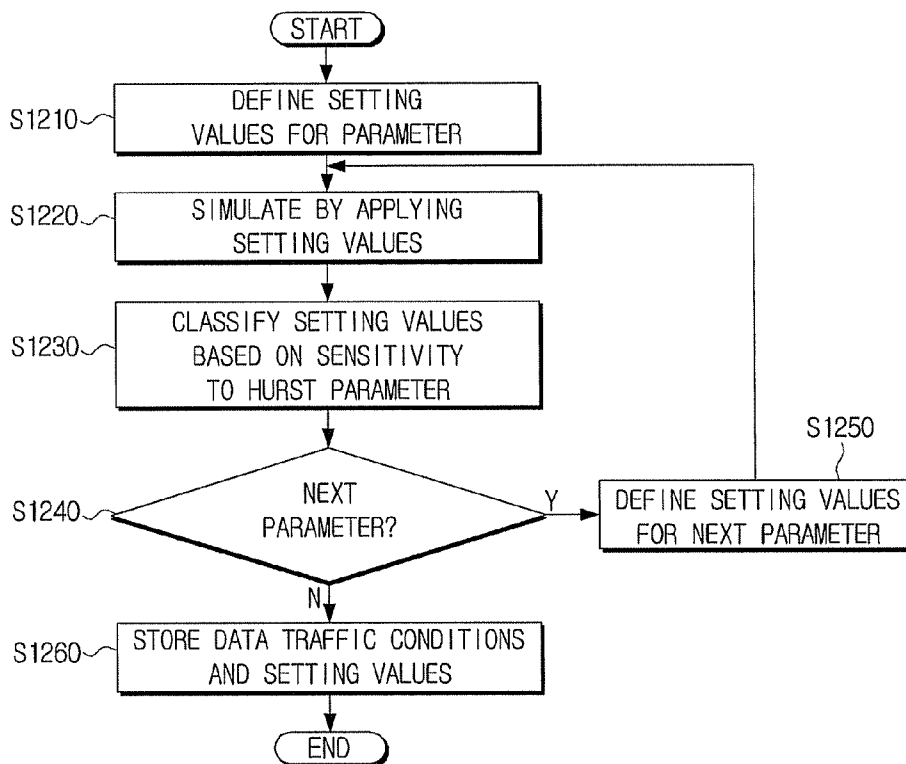 START
S1210
DEFINE SETTING
VALUES FOR PARAMETER
S1220
SIMULATE BY APPLYING
SETTING VALUES
S1230
CLASSIFY SETTING VALUES
BASED ON SENSITIVITY
TO HURST PARAMETER
S1240
NEXT
PARAMETER?
Y
S1250
DEFINE SETTING VALUES
FOR NEXT PARAMETER
N
S1260
STORE DATA TRAFFIC CONDITIONS
AND SETTING VALUES
END